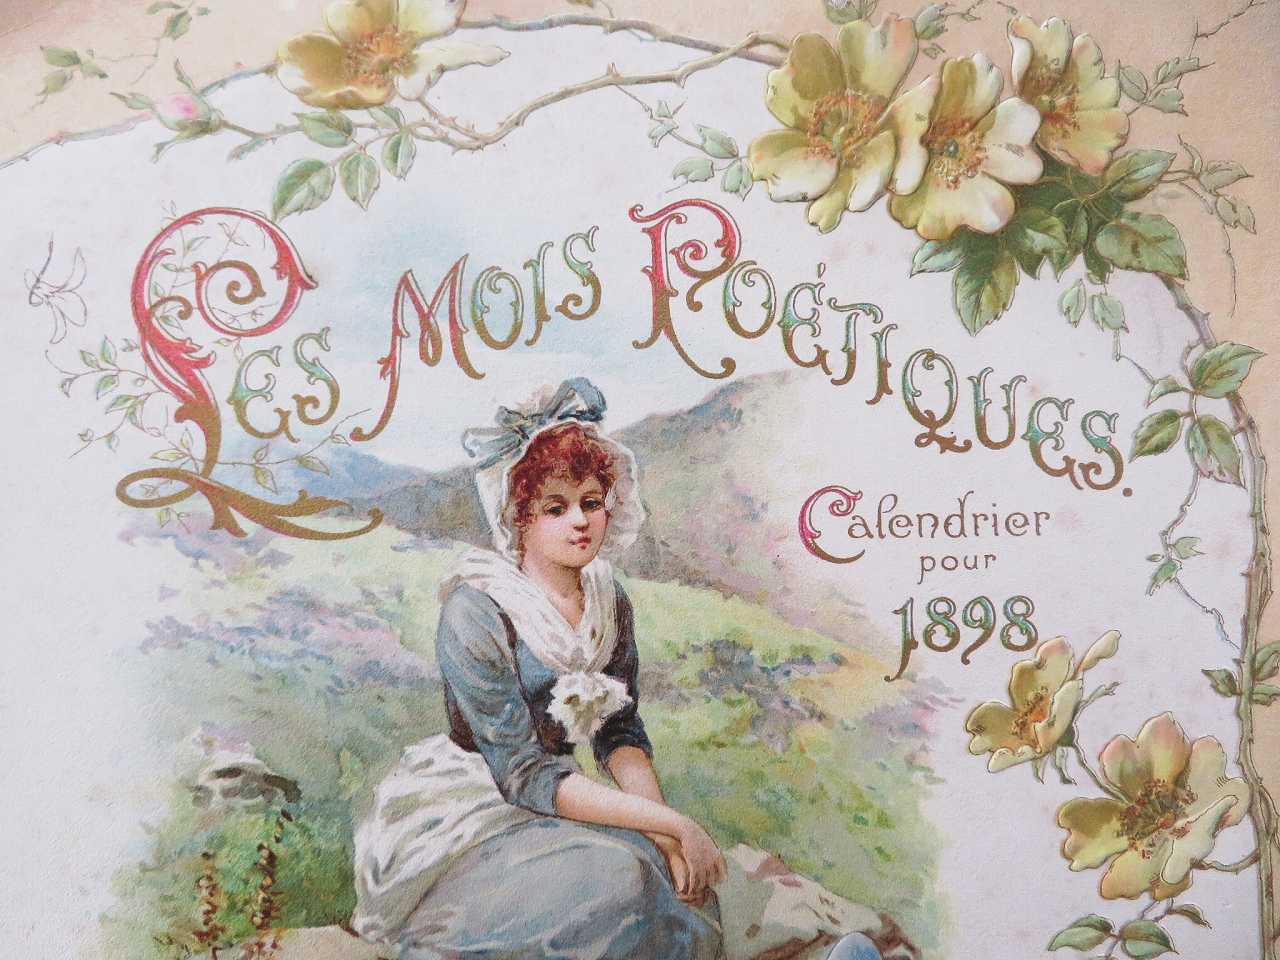 Les Mois Poétiques.
Calendrier
pour
1898